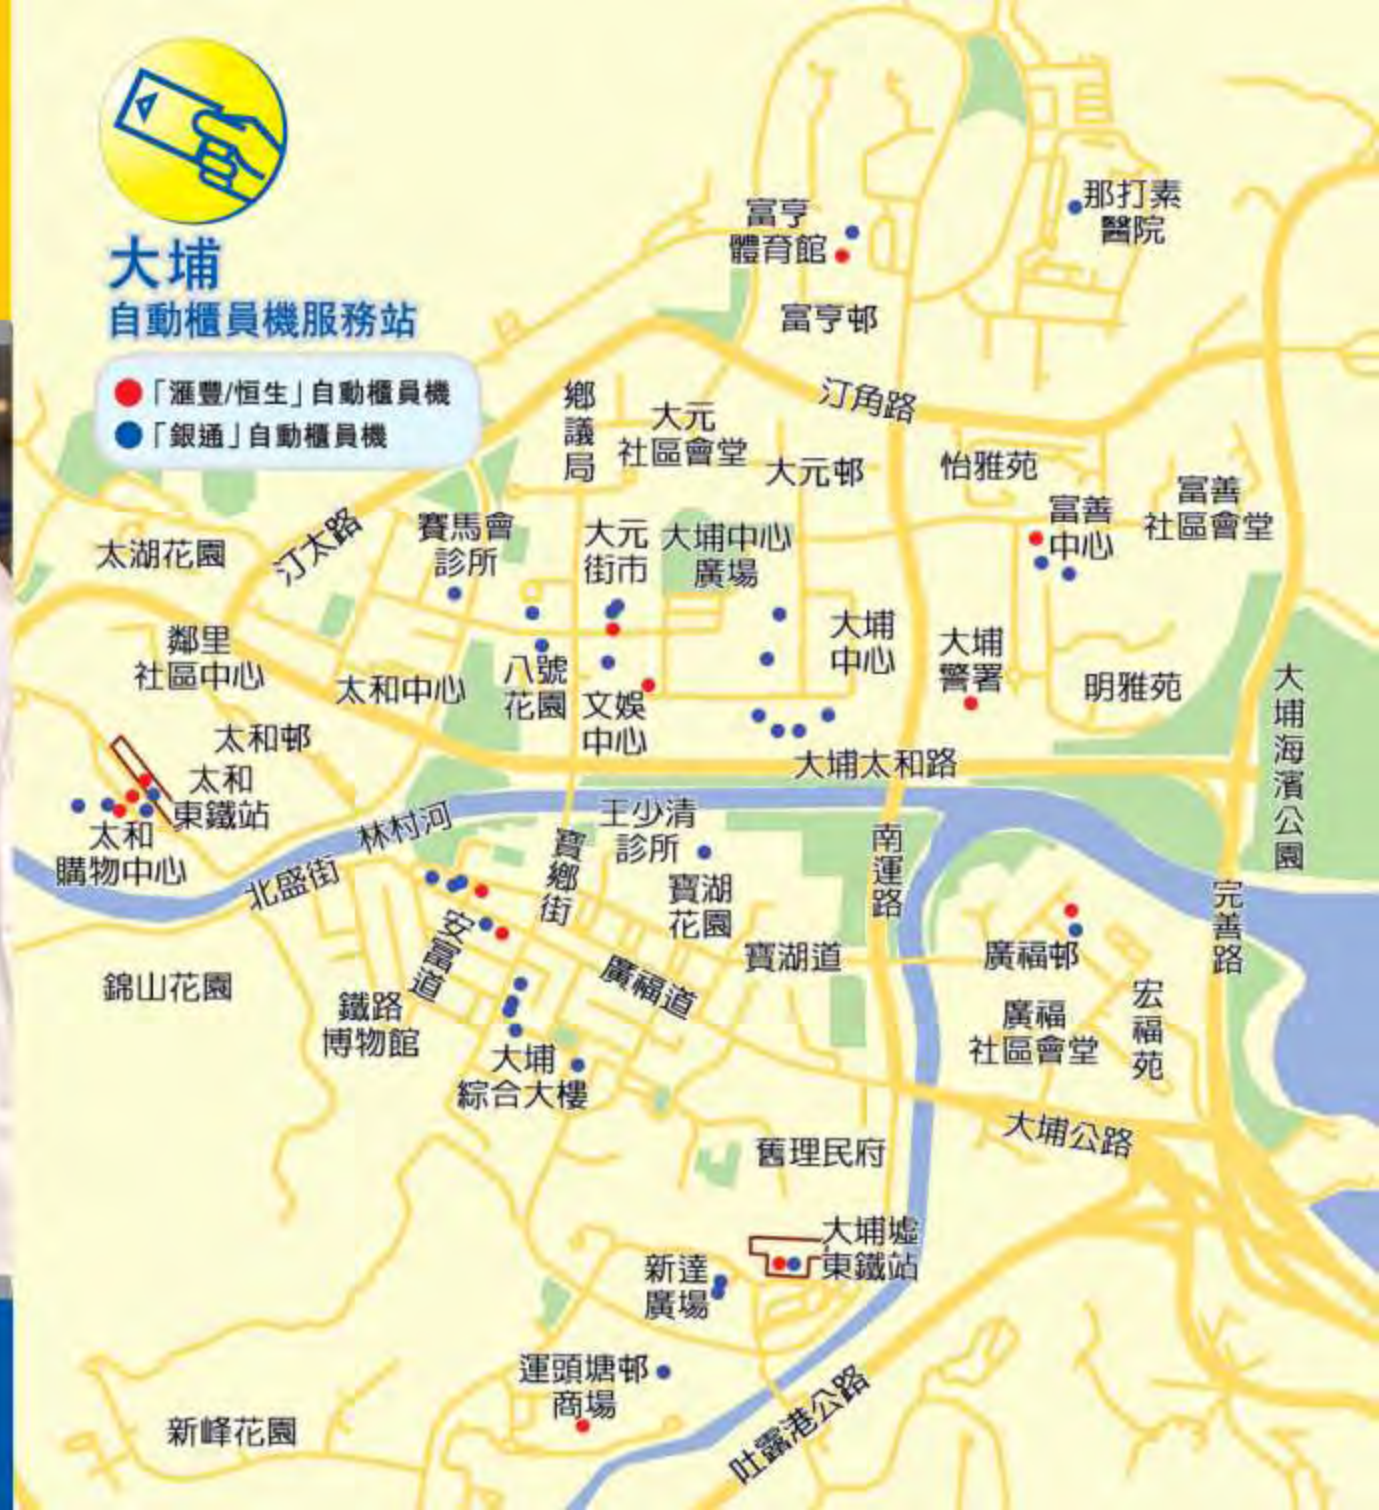 大埔
自動櫃員機服務站
「滙豐/恒生」自動櫃員機
「銀通」自動櫃員機
那打素
醫院
富亨
體育館
富亨邨
汀角路
鄉議局
大元
社區會堂
大元邨
怡雅苑
富善
社區會堂
富善
中心
太湖花園
汀太路
賽馬會
診所
大元
街市
大埔中心
廣場
鄰里
社區中心
太和中心
八號
花園
文娛
中心
大埔
中心
大埔
警署
明雅苑
大埔海濱公園
太和邨
太和
東鐵站
太和
購物中心
大埔太和路
林村河
北盛街
寶鄉街
王少清
診所
寶湖
花園
南運路
完善路
安富道
廣福道
寶湖道
廣福邨
錦山花園
鐵路
博物館
廣福
社區會堂
宏福苑
大埔
綜合大樓
大埔公路
舊理民府
大埔墟
東鐵站
新達
廣場
運頭塘邨
商場
新峰花園
吐露港公路